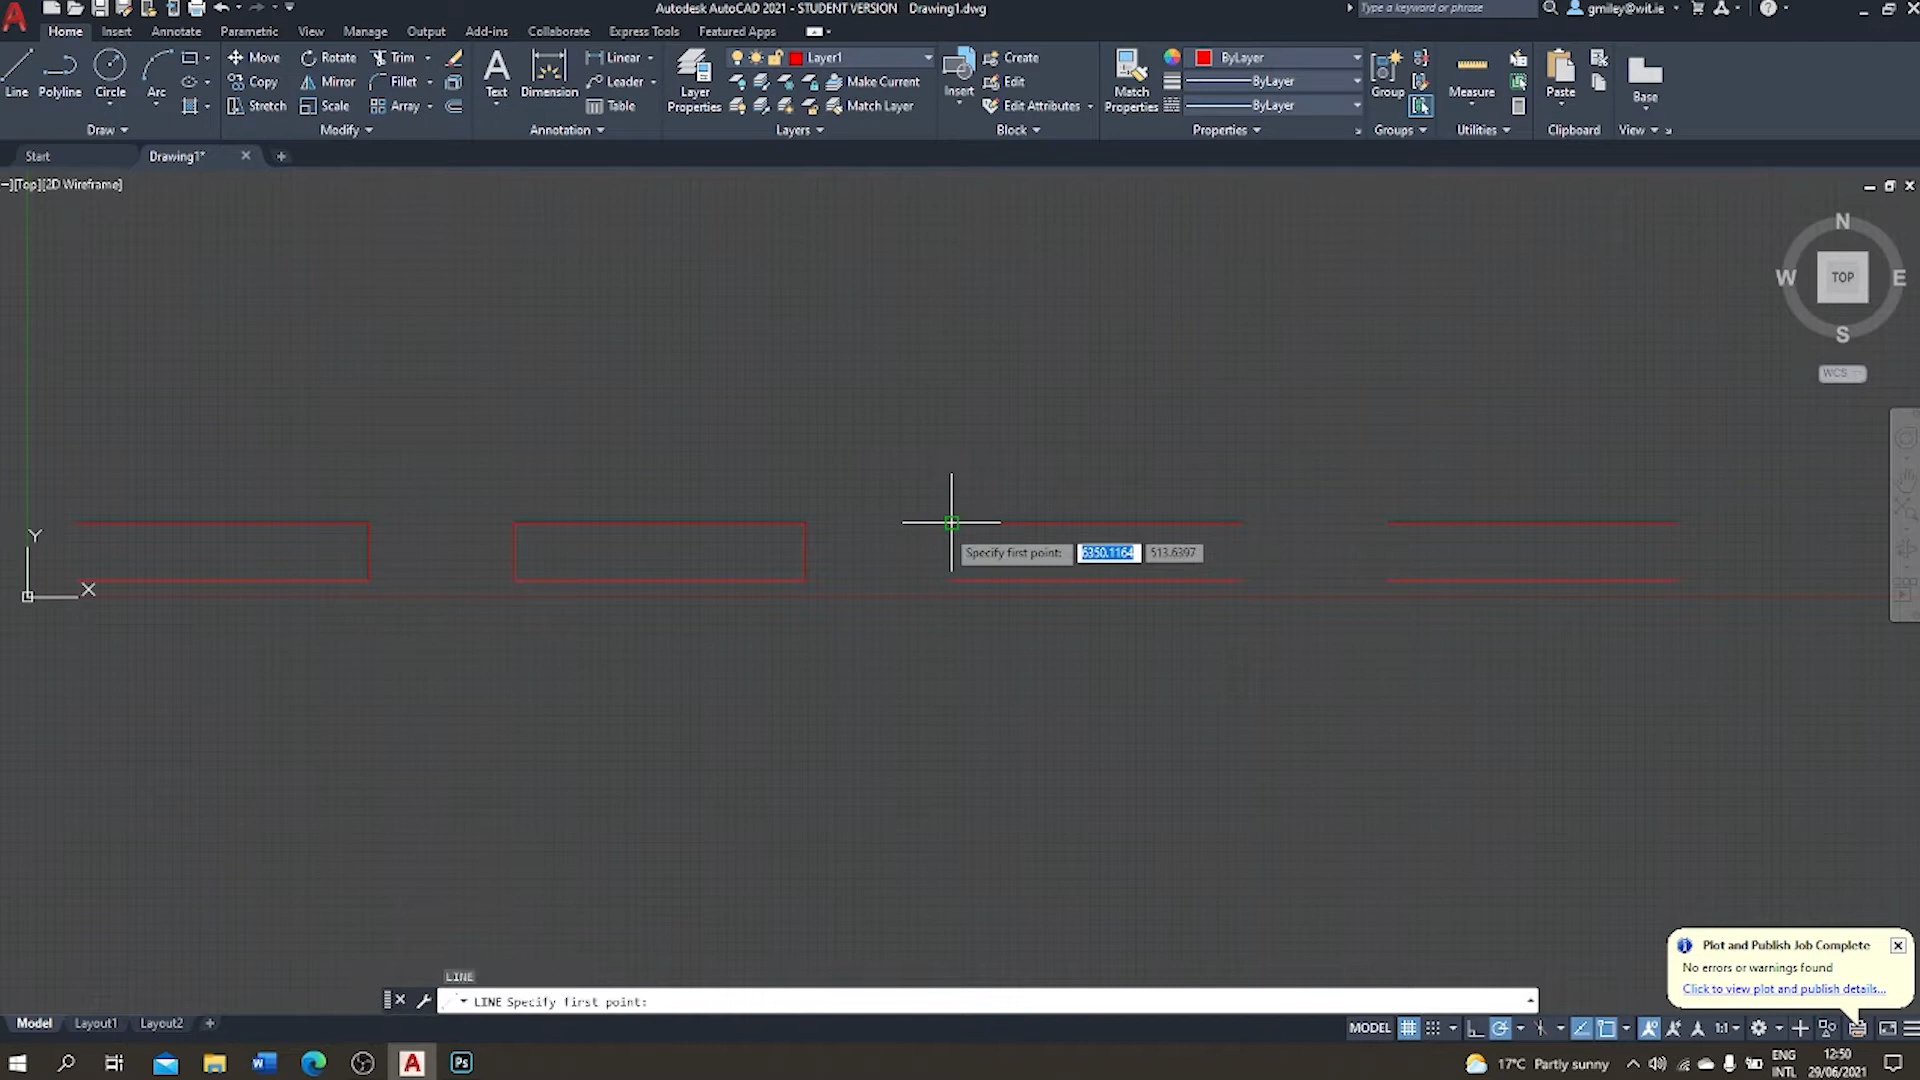 Autodesk AutoCAD 2021 - STUDENT VERSION Drawing1.dwg
Type a keyword or phrase
gmiley@wit.ie
Home Insert Annotate Parametric View Manage Output Add-ins Collaborate Express Tools Featured Apps
Line Polyline Circle Arc
Move Rotate Trim
Copy Mirror Fillet
Stretch Scale Array
Text Dimension
Linear
Leader
Table
Layer Properties
Layer1
Make Current
Match Layer
Insert
Create
Edit
Edit Attributes
Match Properties
ByLayer
ByLayer
ByLayer
Group Measure Paste Base
Draw Modify Annotation Layers Block Properties Groups Utilities Clipboard View
Start Drawing1*
[−][Top][2D Wireframe]
N
W TOP E
S
WCS
Y
X
Specify first point: 6350.1164 513.6397
Plot and Publish Job Complete
No errors or warnings found
Click to view plot and publish details...
LINE
LINE Specify first point:
Model Layout1 Layout2
MODEL 1:1
17°C Partly sunny
ENG
INTL
12:50
29/06/2021